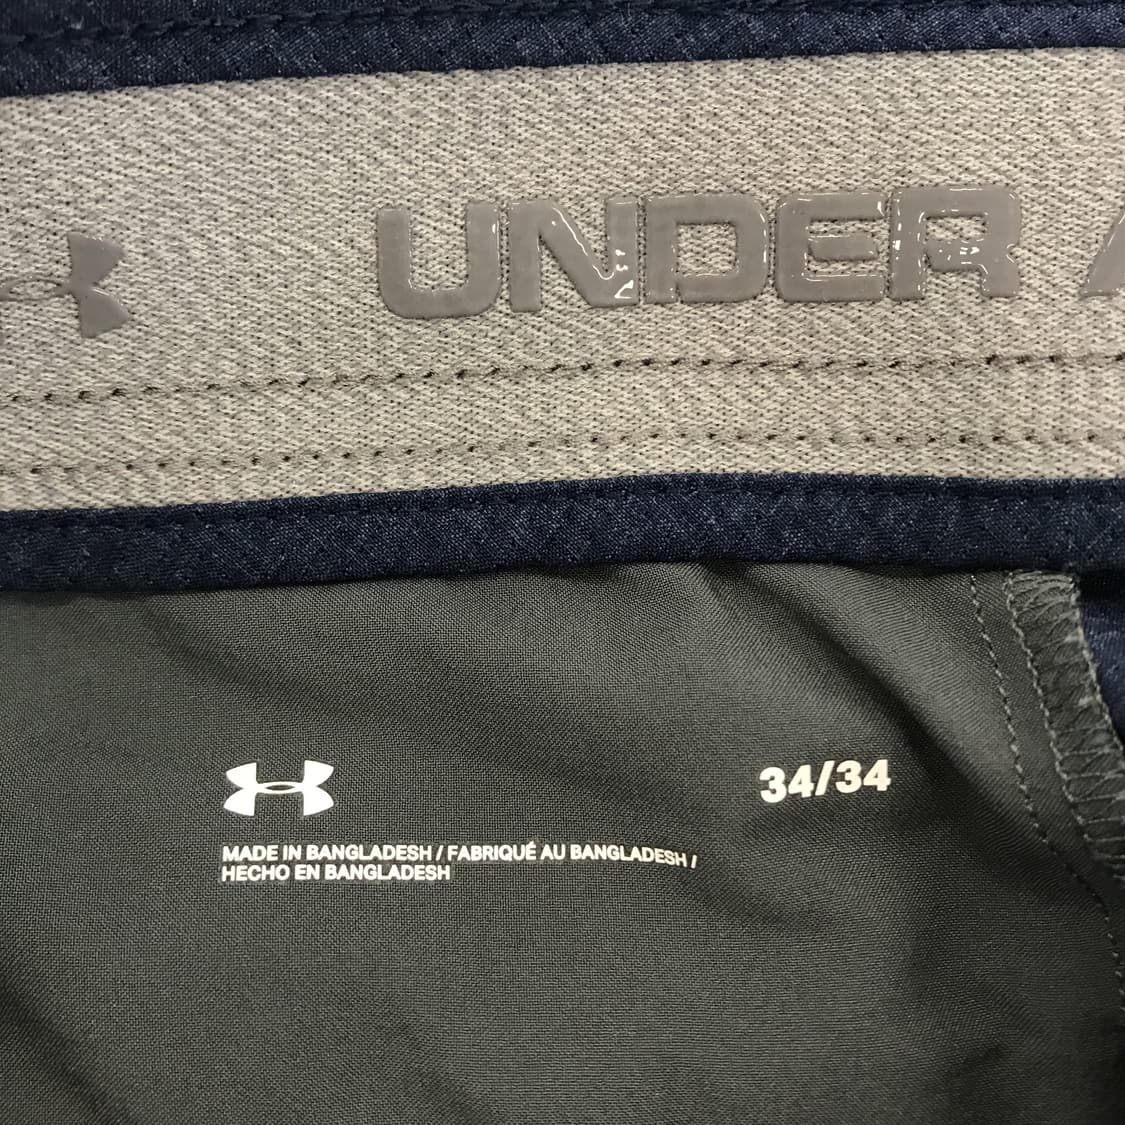 UNDER A
34/34
MADE IN BANGLADESH / FABRIQUÉ AU BANGLADESH /
HECHO EN BANGLADESH